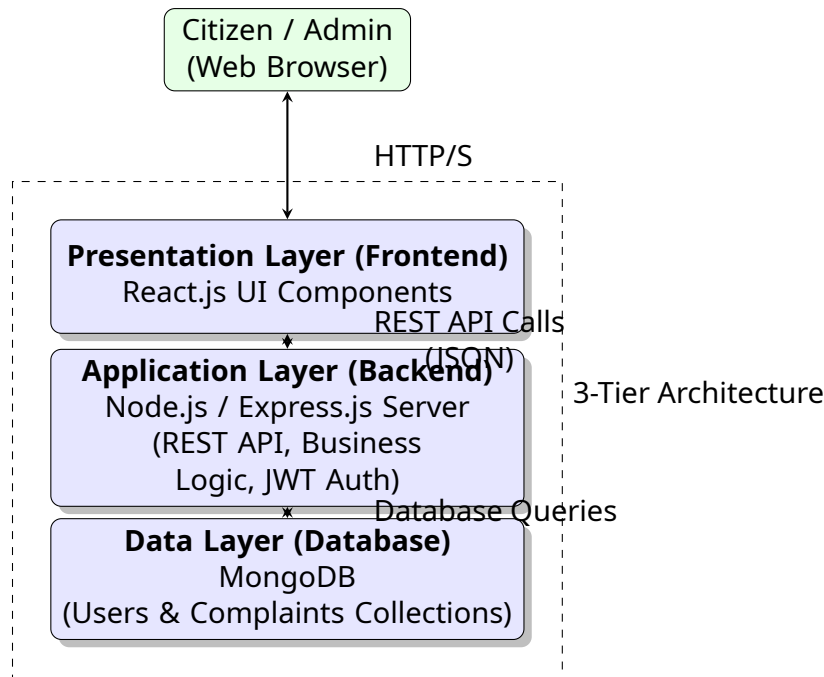 Citizen / Admin
(Web Browser)
HTTP/S
Presentation Layer (Frontend)
React.js UI Components
REST API Calls
(JSON)
Application Layer (Backend)
Node.js / Express.js Server
(REST API, Business
Logic, JWT Auth)
3-Tier Architecture
Database Queries
Data Layer (Database)
MongoDB
(Users & Complaints Collections)